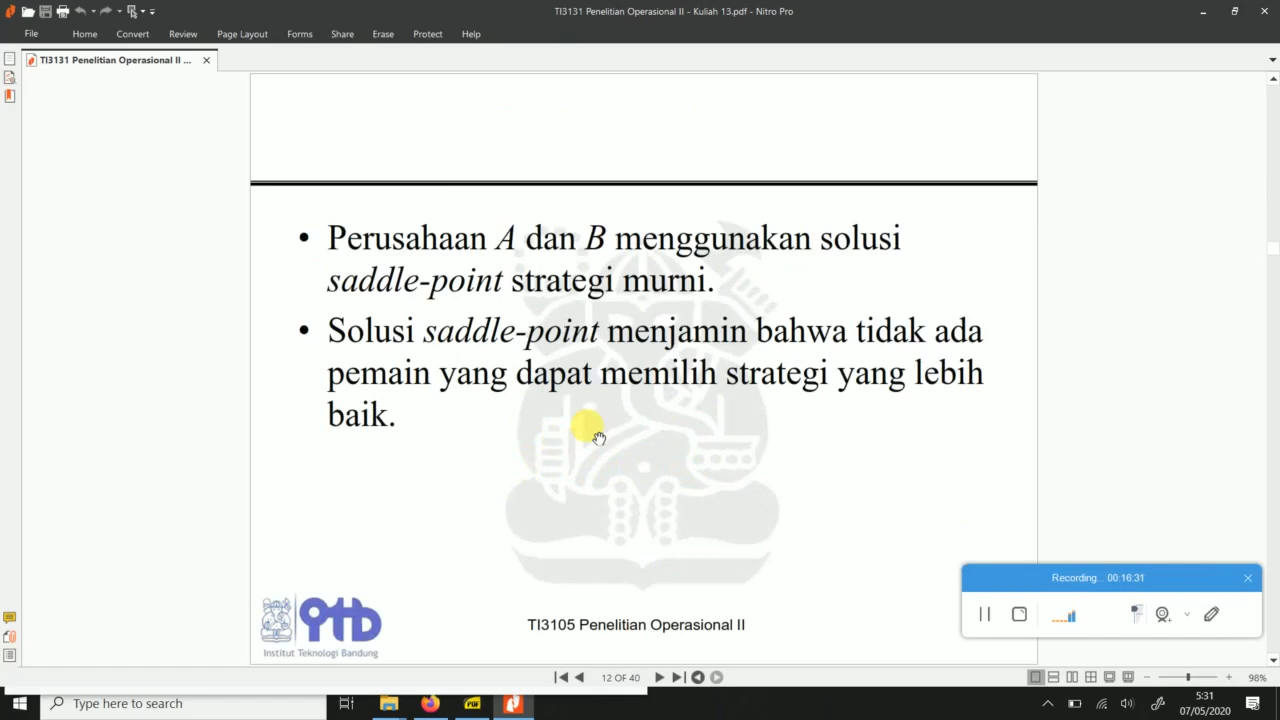 TI3131 Penelitian Operasional II - Kuliah 13.pdf - Nitro Pro
File Home Convert Review Page Layout Forms Share Erase Protect Help
TI3131 Penelitian Operasional II ...
• Perusahaan A dan B menggunakan solusi
saddle-point strategi murni.
• Solusi saddle-point menjamin bahwa tidak ada
pemain yang dapat memilih strategi yang lebih
baik.
Recording... 00:16:31
Institut Teknologi Bandung
TI3105 Penelitian Operasional II
12 OF 40
98%
Type here to search
PDF
5:31
07/05/2020